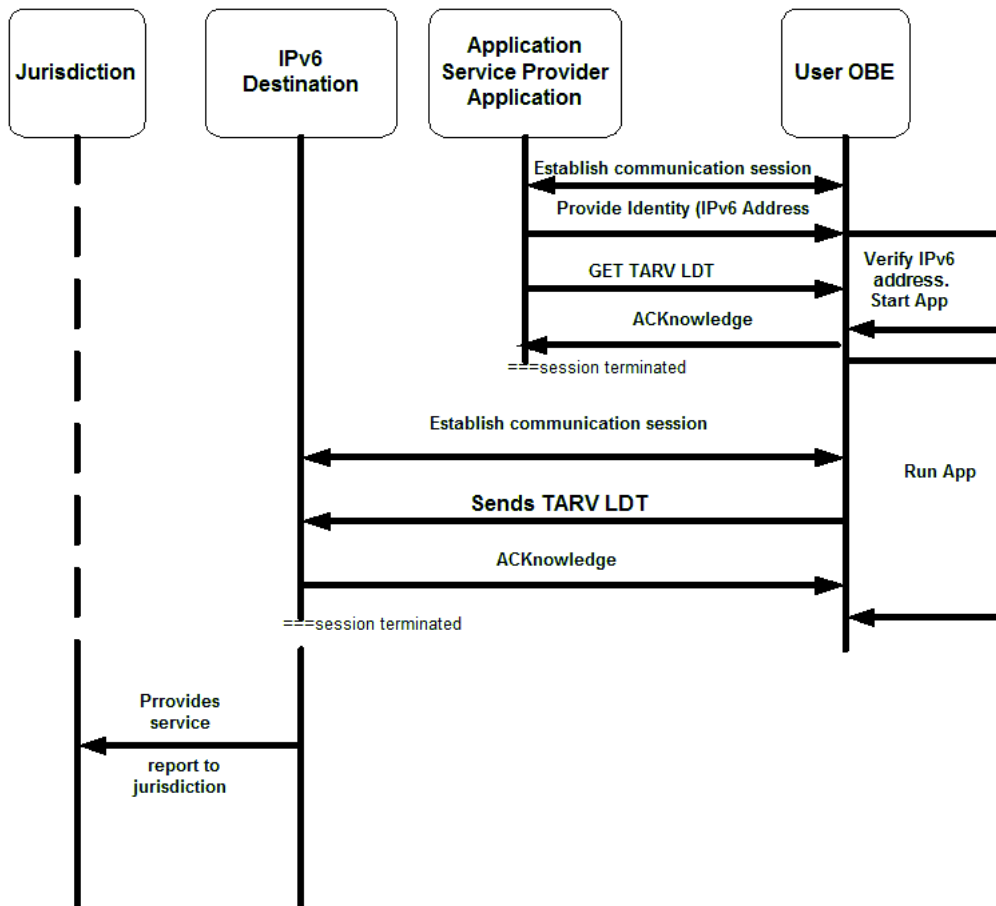 Jurisdiction
IPv6
Destination
Application
Service Provider
Application
User OBE
Establish communication session
Provide Identity (IPv6 Address
Verify IPv6
address.
Start App
GET TARV LDT
ACKnowledge
===session terminated
Establish communication session
Run App
Sends TARV LDT
ACKnowledge
===session terminated
Prrovides
service
report to
jurisdiction